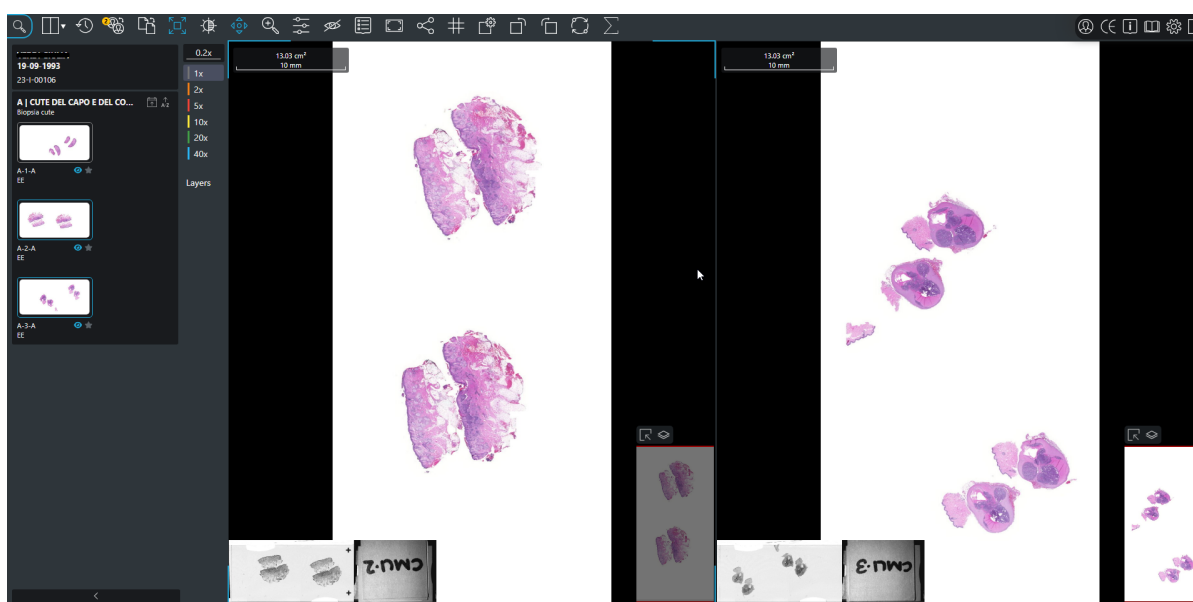 2
CE
19-09-1993
23-I-00106
A | CUTE DEL CAPO E DEL CO...
Biopsia cute
A-Z
A-1-A
EE
A-2-A
EE
A-3-A
EE
0.2x
1x
2x
5x
10x
20x
40x
Layers
13.03 cm²
10 mm
CMU-2
13.03 cm²
10 mm
CMU-3